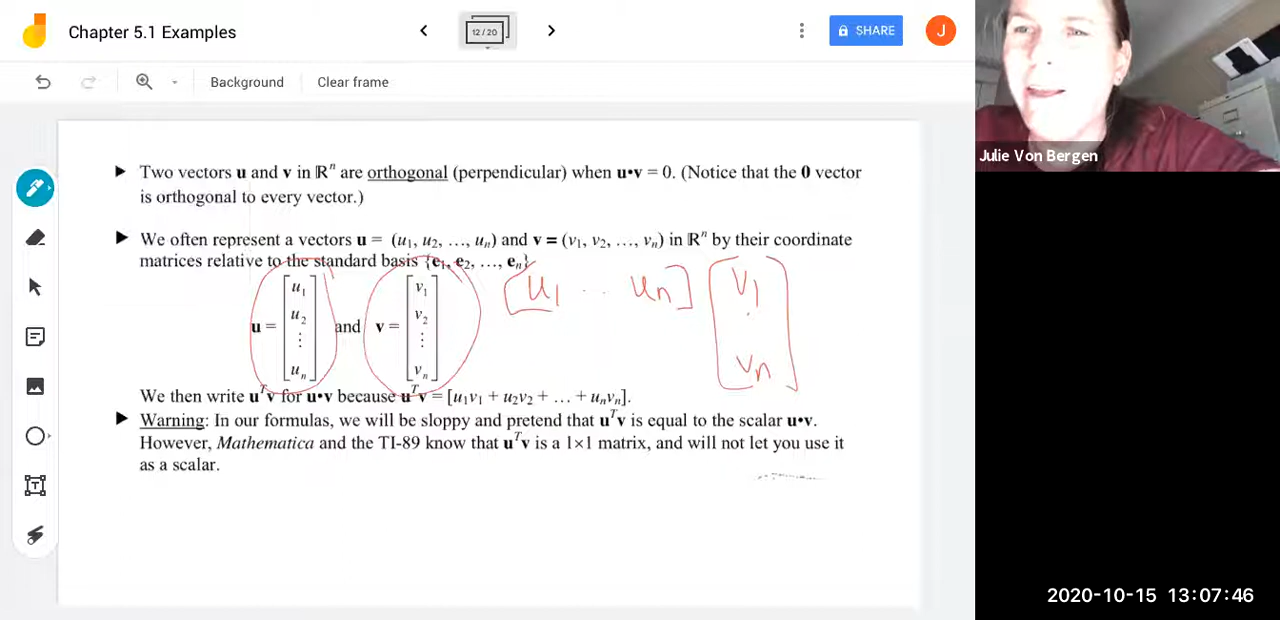 Chapter 5.1 Examples
12 / 20
SHARE
J
Background
Clear frame
Julie Von Bergen
► Two vectors u and v in ℝⁿ are orthogonal (perpendicular) when u•v = 0. (Notice that the 0 vector
is orthogonal to every vector.)
► We often represent a vectors u = (u₁, u₂, …, uₙ) and v = (v₁, v₂, …, vₙ) in ℝⁿ by their coordinate
matrices relative to the standard basis {e₁, e₂, …, eₙ}
u = [u₁ u₂ ⋮ uₙ] and v = [v₁ v₂ ⋮ vₙ] [u₁ .. uₙ] [v₁ . vₙ]
We then write uᵀv for u•v because uᵀv = [u₁v₁ + u₂v₂ + … + uₙvₙ].
► Warning: In our formulas, we will be sloppy and pretend that uᵀv is equal to the scalar u•v.
However, Mathematica and the TI-89 know that uᵀv is a 1×1 matrix, and will not let you use it
as a scalar.
2020-10-15 13:07:46